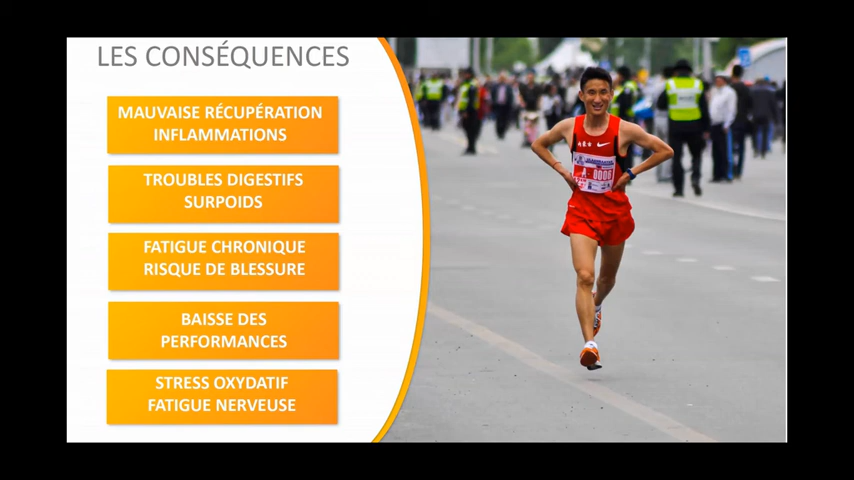 LES CONSÉQUENCES
MAUVAISE RÉCUPÉRATION
INFLAMMATIONS
TROUBLES DIGESTIFS
SURPOIDS
FATIGUE CHRONIQUE
RISQUE DE BLESSURE
BAISSE DES
PERFORMANCES
STRESS OXYDATIF
FATIGUE NERVEUSE
0006